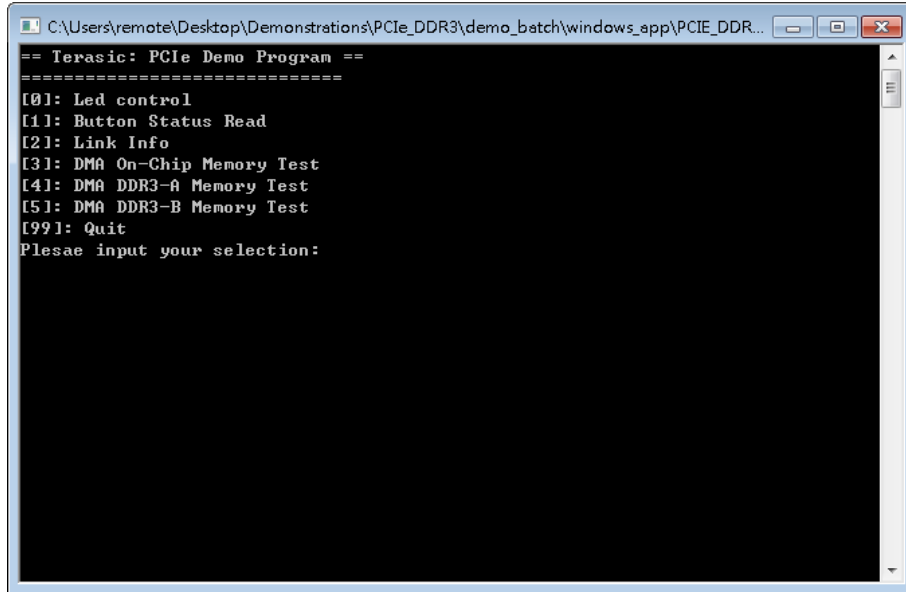 C:\Users\remote\Desktop\Demonstrations\PCIe_DDR3\demo_batch\windows_app\PCIE_DDR...
== Terasic: PCIe Demo Program ==
==============================
[0]: Led control
[1]: Button Status Read
[2]: Link Info
[3]: DMA On-Chip Memory Test
[4]: DMA DDR3-A Memory Test
[5]: DMA DDR3-B Memory Test
[99]: Quit
Plesae input your selection: